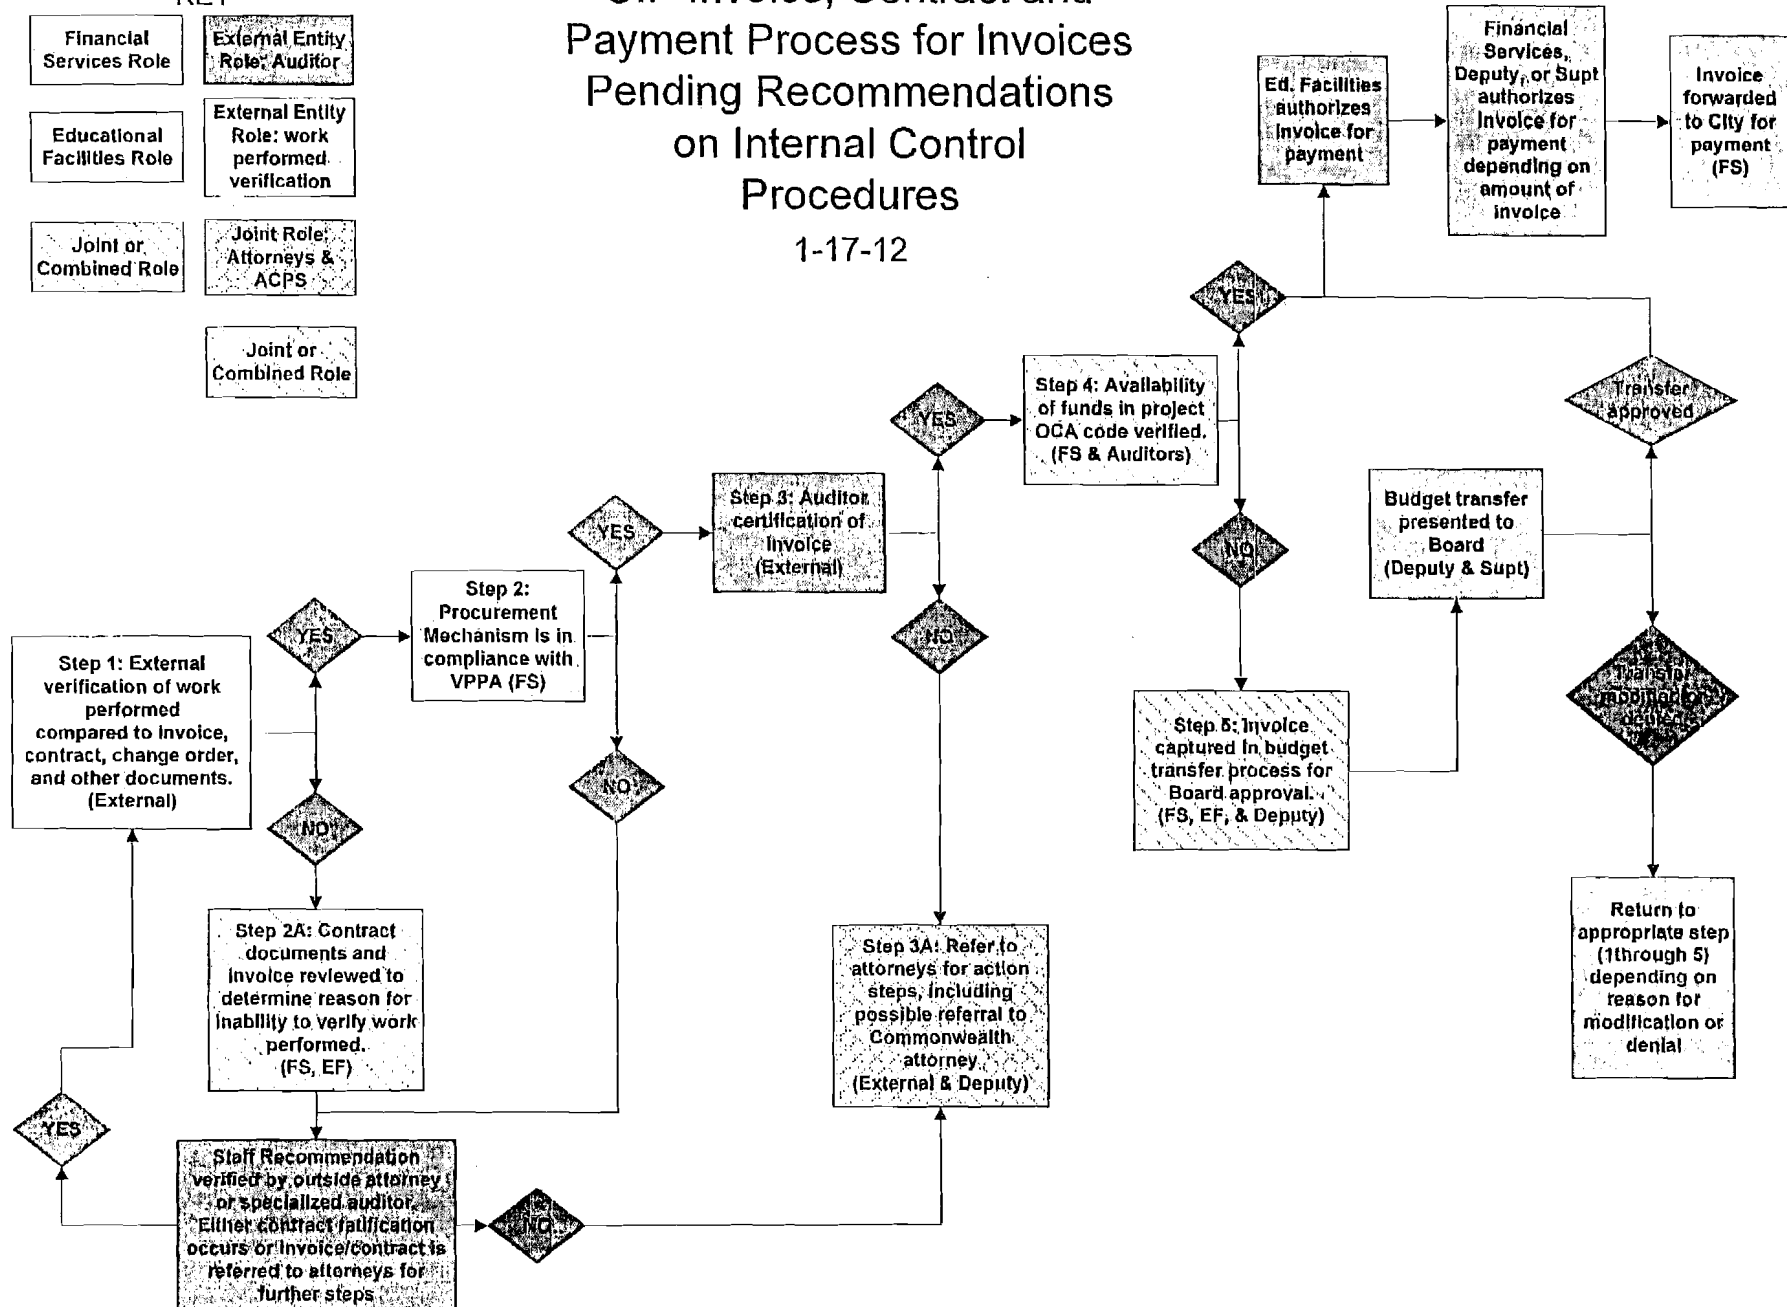 KEY
Financial
Services Role
External Entity
Role: Auditor
Educational
Facilities Role
External Entity
Role: work
performed
verification
Joint or
Combined Role
Joint Role:
Attorneys &
ACPS
Joint or
Combined Role
CIP Invoice, Contract and
Payment Process for Invoices
Pending Recommendations
on Internal Control
Procedures
1-17-12
Step 1: External
verification of work
performed
compared to invoice,
contract, change order,
and other documents.
(External)
YES
NO
Step 2:
Procurement
Mechanism is in
compliance with
VPPA (FS)
YES
NO
Step 2A: Contract
documents and
invoice reviewed to
determine reason for
inability to verify work
performed.
(FS, EF)
YES
Staff Recommendation
verified by outside attorney
or specialized auditor.
Either contract ratification
occurs or invoice/contract is
referred to attorneys for
further steps
NO
Step 3: Auditor
certification of
invoice
(External)
YES
NO
Step 3A: Refer to
attorneys for action
steps, including
possible referral to
Commonwealth
attorney
(External & Deputy)
Step 4: Availability
of funds in project
OCA code verified.
(FS & Auditors)
YES
NO
Step 5: Invoice
captured in budget
transfer process for
Board approval.
(FS, EF, & Deputy)
Budget transfer
presented to
Board
(Deputy & Supt)
Transfer
approved
Transfer
Return to
appropriate step
(1through 5)
depending on
reason for
modification or
denial
Ed. Facilities
authorizes
invoice for
payment
Financial
Services,
Deputy, or Supt
authorizes
invoice for
payment
depending on
amount of
invoice
Invoice
forwarded
to City for
payment
(FS)